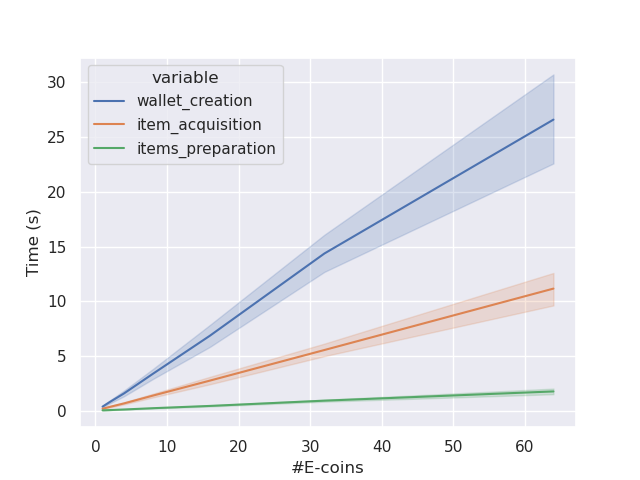 variable
wallet_creation
item_acquisition
items_preparation
30
25
20
15
10
5
0
Time (s)
0 10 20 30 40 50 60
#E-coins